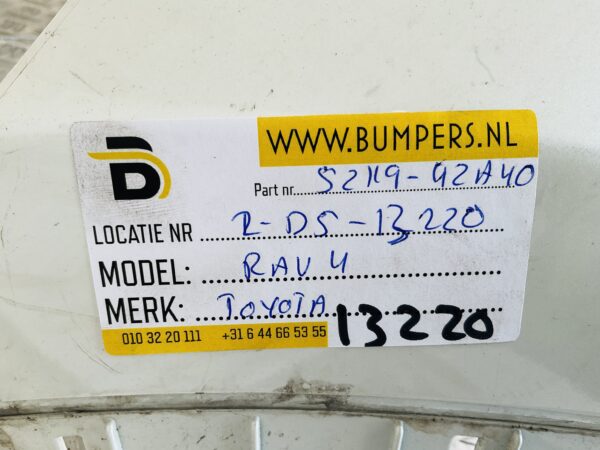 WWW.BUMPERS.NL
Part nr. 52119-42A40
LOCATIE NR 2-DS-13220
MODEL: RAV 4
MERK: TOYOTA
13220
010 32 20 111 +31 6 44 66 53 55